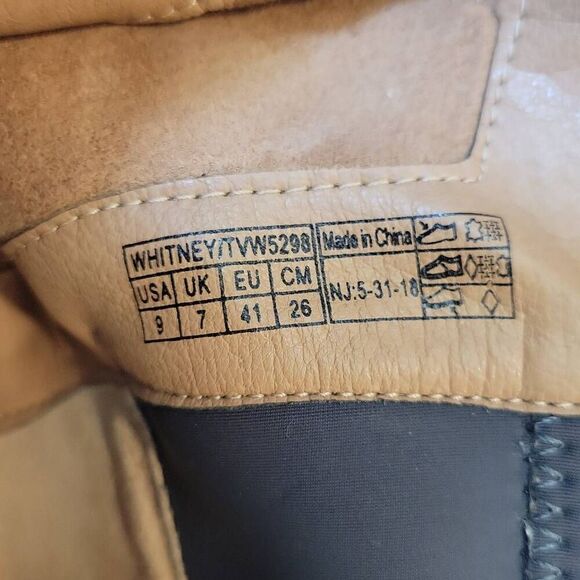 WHITNEY/TVW5298 Made in China
USA UK EU CM NJ:5-31-18
9 7 41 26